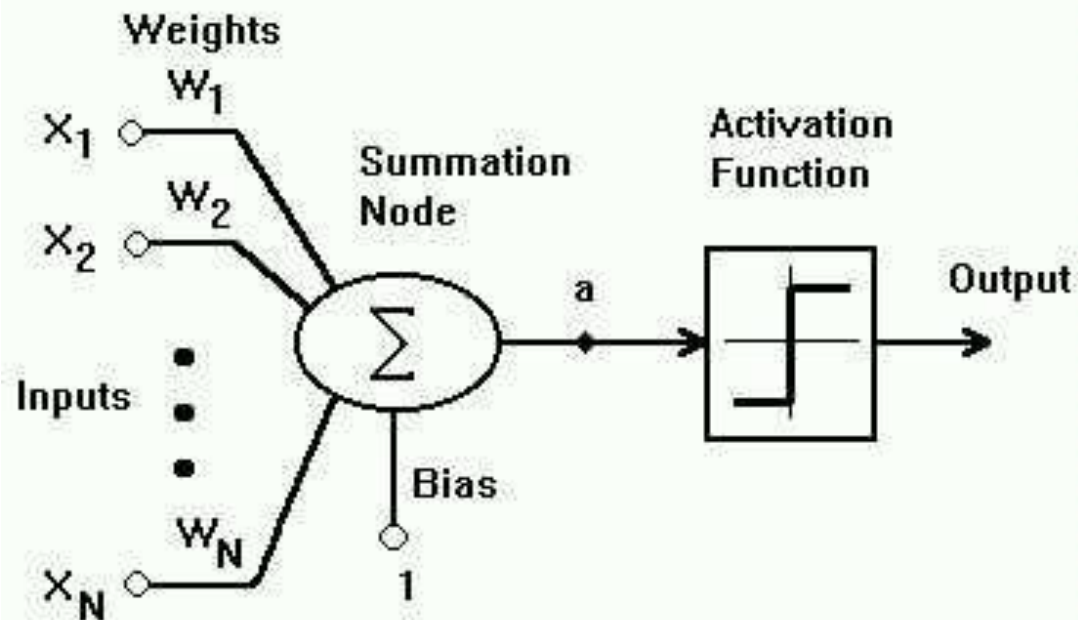 Weights
W1
X1
Summation
Node
Activation
Function
W2
X2
a
Output
Σ
Inputs
Bias
WN
XN
1